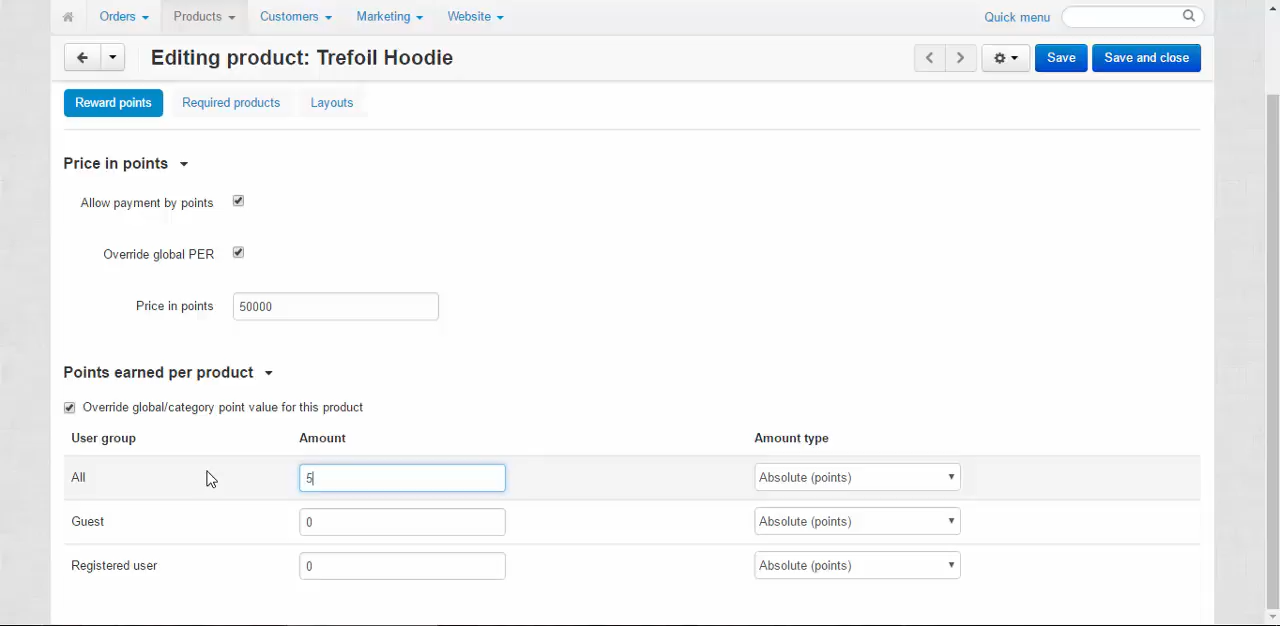 Orders Products Customers Marketing Website Quick menu
Editing product: Trefoil Hoodie Save Save and close
Reward points Required products Layouts
Price in points
Allow payment by points
Override global PER
Price in points 50000
Points earned per product
Override global/category point value for this product
User group Amount Amount type
All 5 Absolute (points)
Guest 0 Absolute (points)
Registered user 0 Absolute (points)